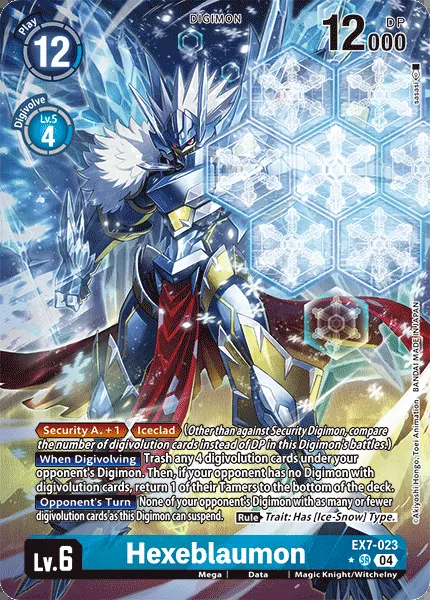 Play
12
DIGIMON
DP
12000
Digivolve
Lv.5
4
sasasi
Security A. +1 Iceclad (Other than against Security Digimon, compare
the number of digivolution cards instead of DP in this Digimon's battles.)
When Digivolving Trash any 4 digivolution cards under your
opponent's Digimon. Then, if your opponent has no Digimon with
digivolution cards, return 1 of their Tamers to the bottom of the deck.
Opponent's Turn None of your opponent's Digimon with as many or fewer
digivolution cards as this Digimon can suspend. Rule Trait: Has [Ice-Snow] Type.
©Akiyoshi Hongo, Toei Animation BANDAI MADE IN JAPAN
Lv.6
Hexeblaumon
EX7-023
SR 04
Mega Data Magic Knight/Witchelny